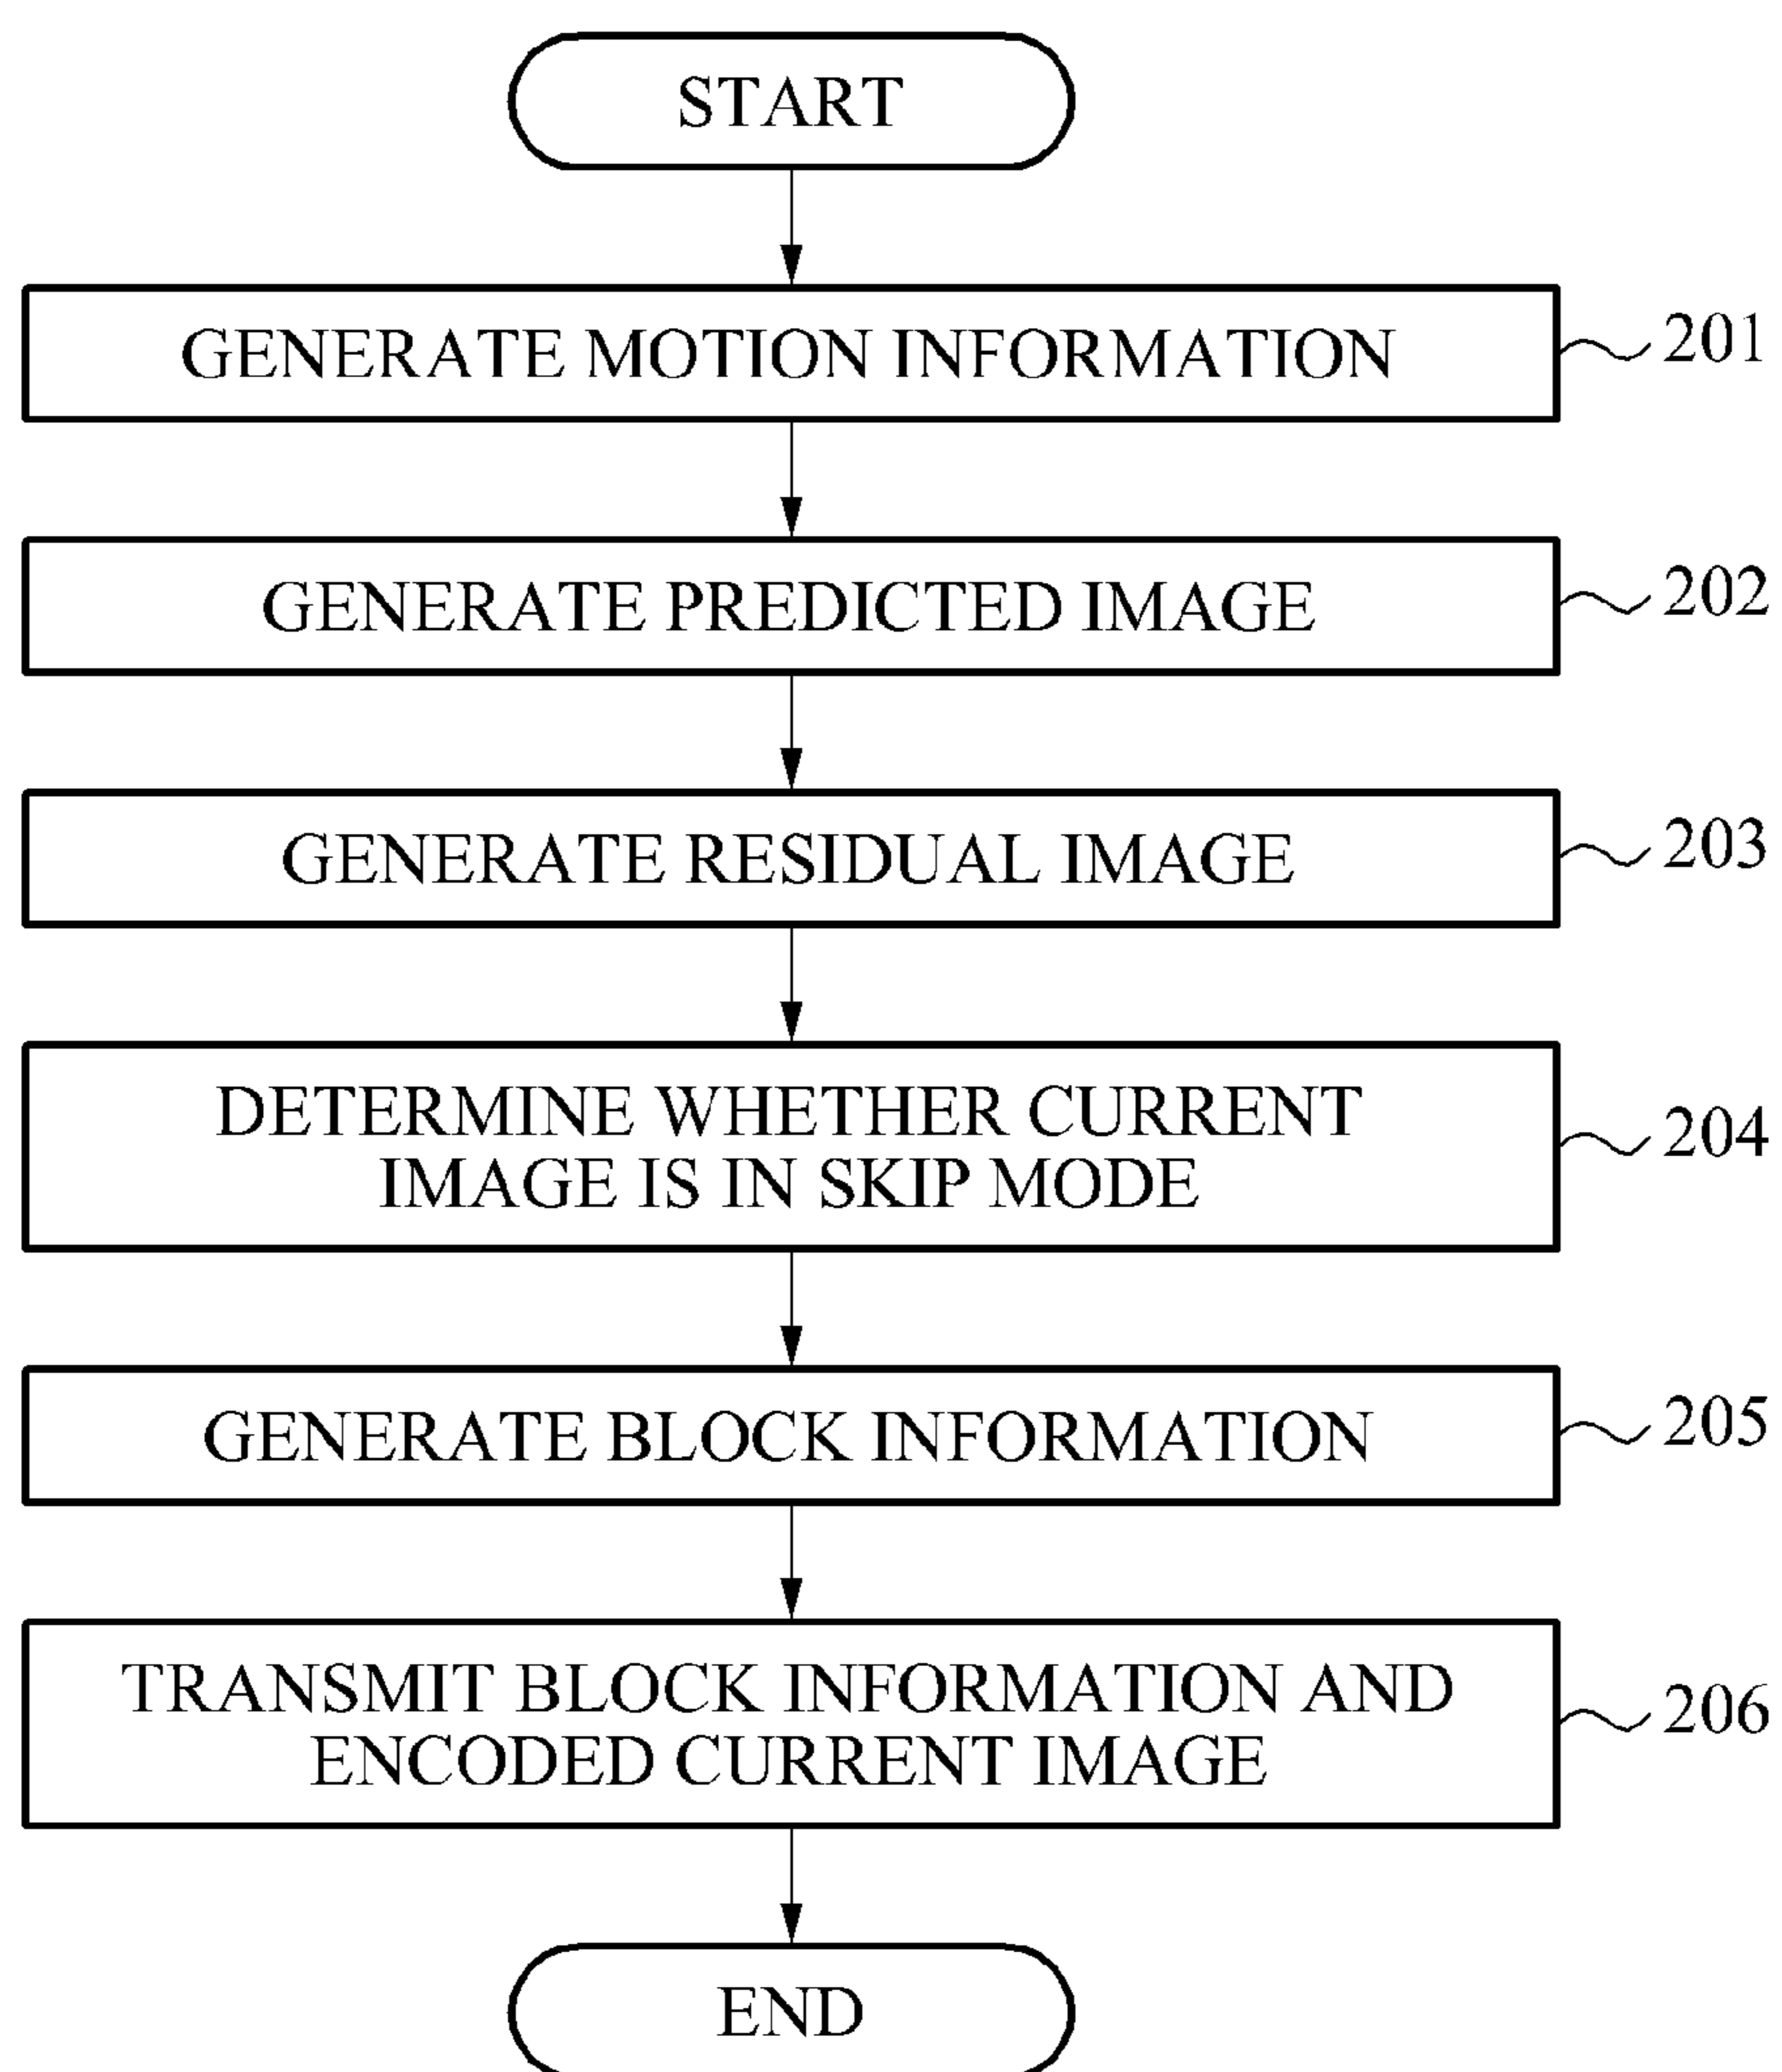 START
GENERATE MOTION INFORMATION
201
GENERATE PREDICTED IMAGE
202
GENERATE RESIDUAL IMAGE
203
DETERMINE WHETHER CURRENT
IMAGE IS IN SKIP MODE
204
GENERATE BLOCK INFORMATION
205
TRANSMIT BLOCK INFORMATION AND
ENCODED CURRENT IMAGE
206
END